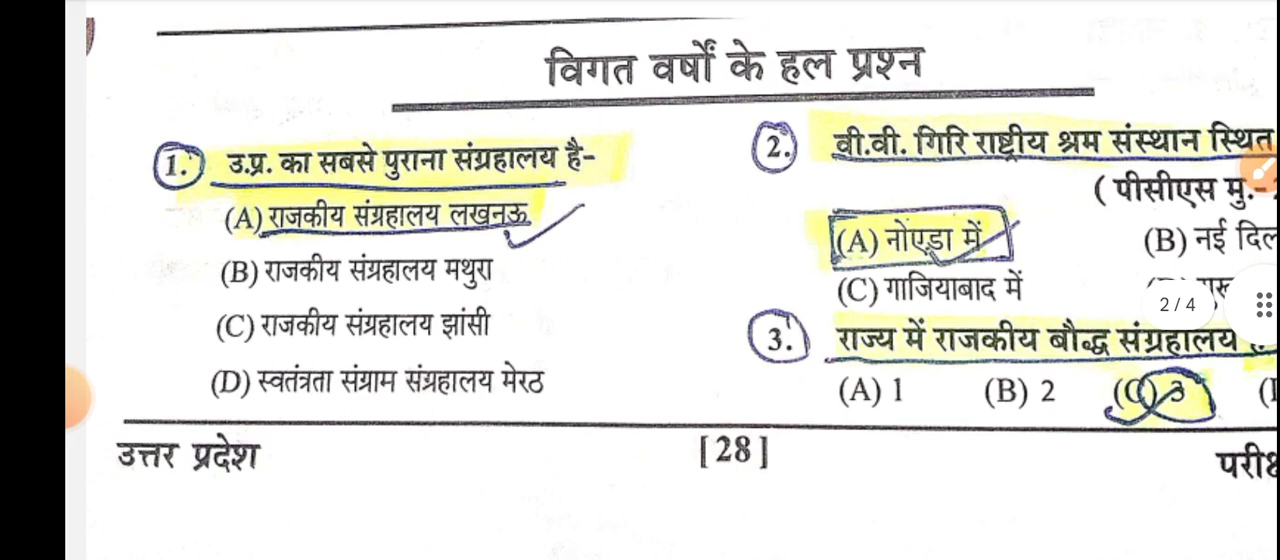 विगत वर्षों के हल प्रश्न
1. उ.प्र. का सबसे पुराना संग्रहालय है-
(A) राजकीय संग्रहालय लखनऊ
(B) राजकीय संग्रहालय मथुरा
(C) राजकीय संग्रहालय झांसी
(D) स्वतंत्रता संग्राम संग्रहालय मेरठ
2. वी.वी. गिरि राष्ट्रीय श्रम संस्थान स्थित
( पीसीएस मु.-
(A) नोएडा में (B) नई
(C) गाजियाबाद में
2 / 4
3. राज्य में राजकीय बौद्ध संग्रहालय
(A) 1 (B) 2 (C) 3
उत्तर प्रदेश [28]